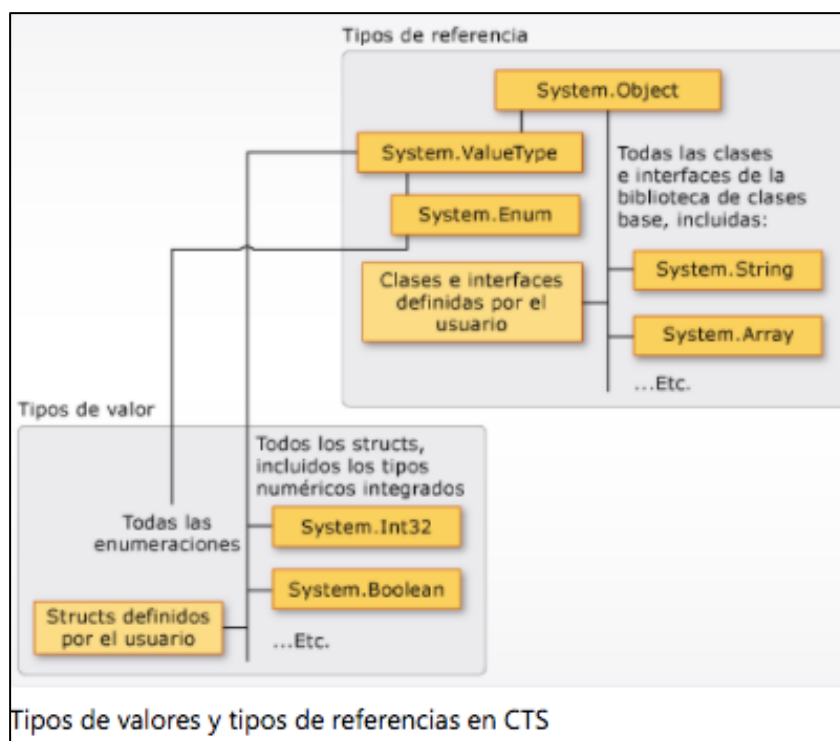 Tipos de referencia
System.Object
System.ValueType
Todas las clases
e interfaces de la
biblioteca de clases
base, incluidas:
System.Enum
System.String
Clases e interfaces
definidas por el
usuario
System.Array
...Etc.
Tipos de valor
Todos los structs,
incluidos los tipos
numéricos integrados
Todas las
enumeraciones
System.Int32
System.Boolean
Structs definidos
por el usuario
...Etc.
Tipos de valores y tipos de referencias en CTS